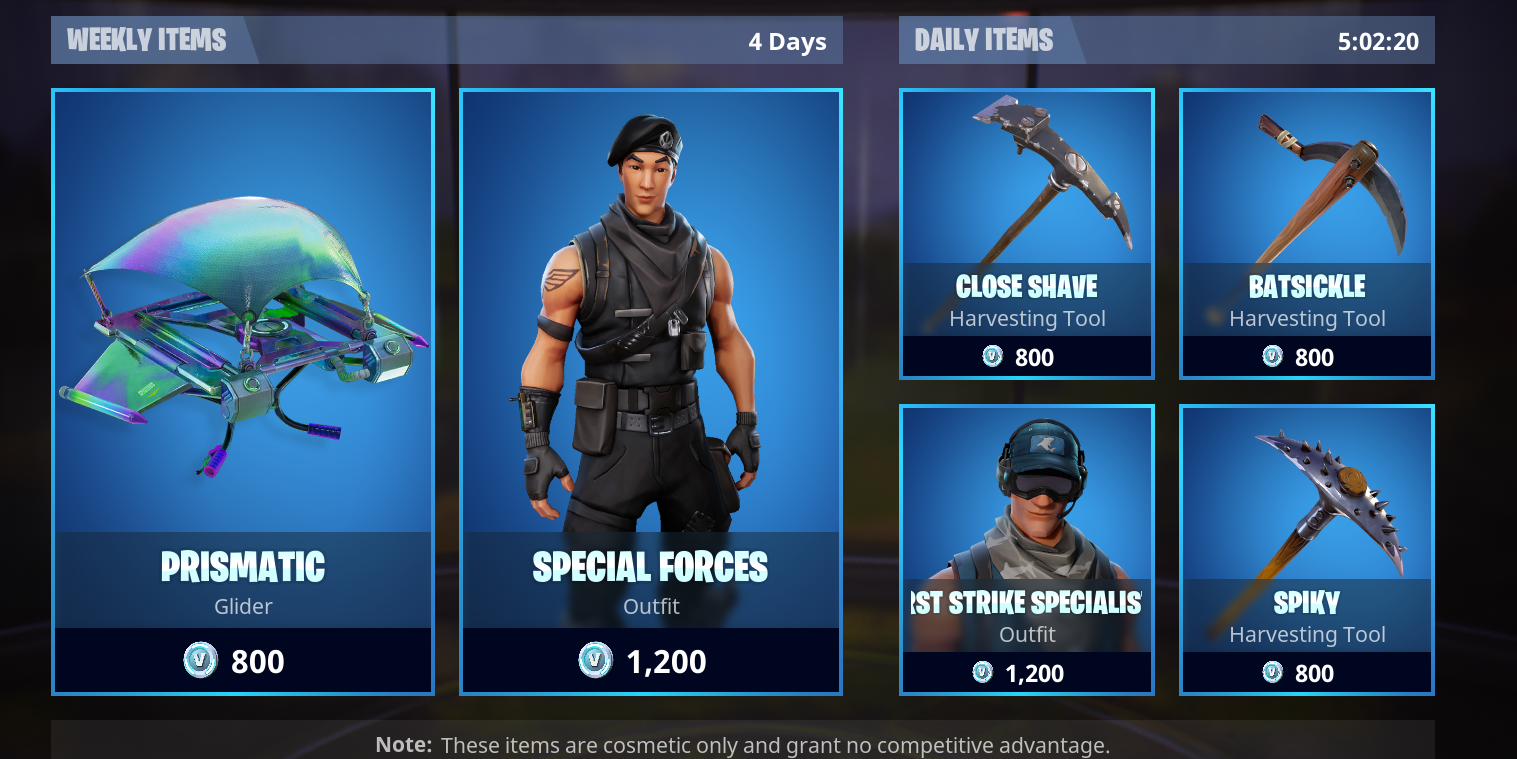 WEEKLY ITEMS
4 Days
PRISMATIC
Glider
800
SPECIAL FORCES
Outfit
1,200
DAILY ITEMS
5:02:20
CLOSE SHAVE
Harvesting Tool
800
BATSICKLE
Harvesting Tool
800
RST STRIKE SPECIALIS
Outfit
1,200
SPIKY
Harvesting Tool
800
Note: These items are cosmetic only and grant no competitive advantage.